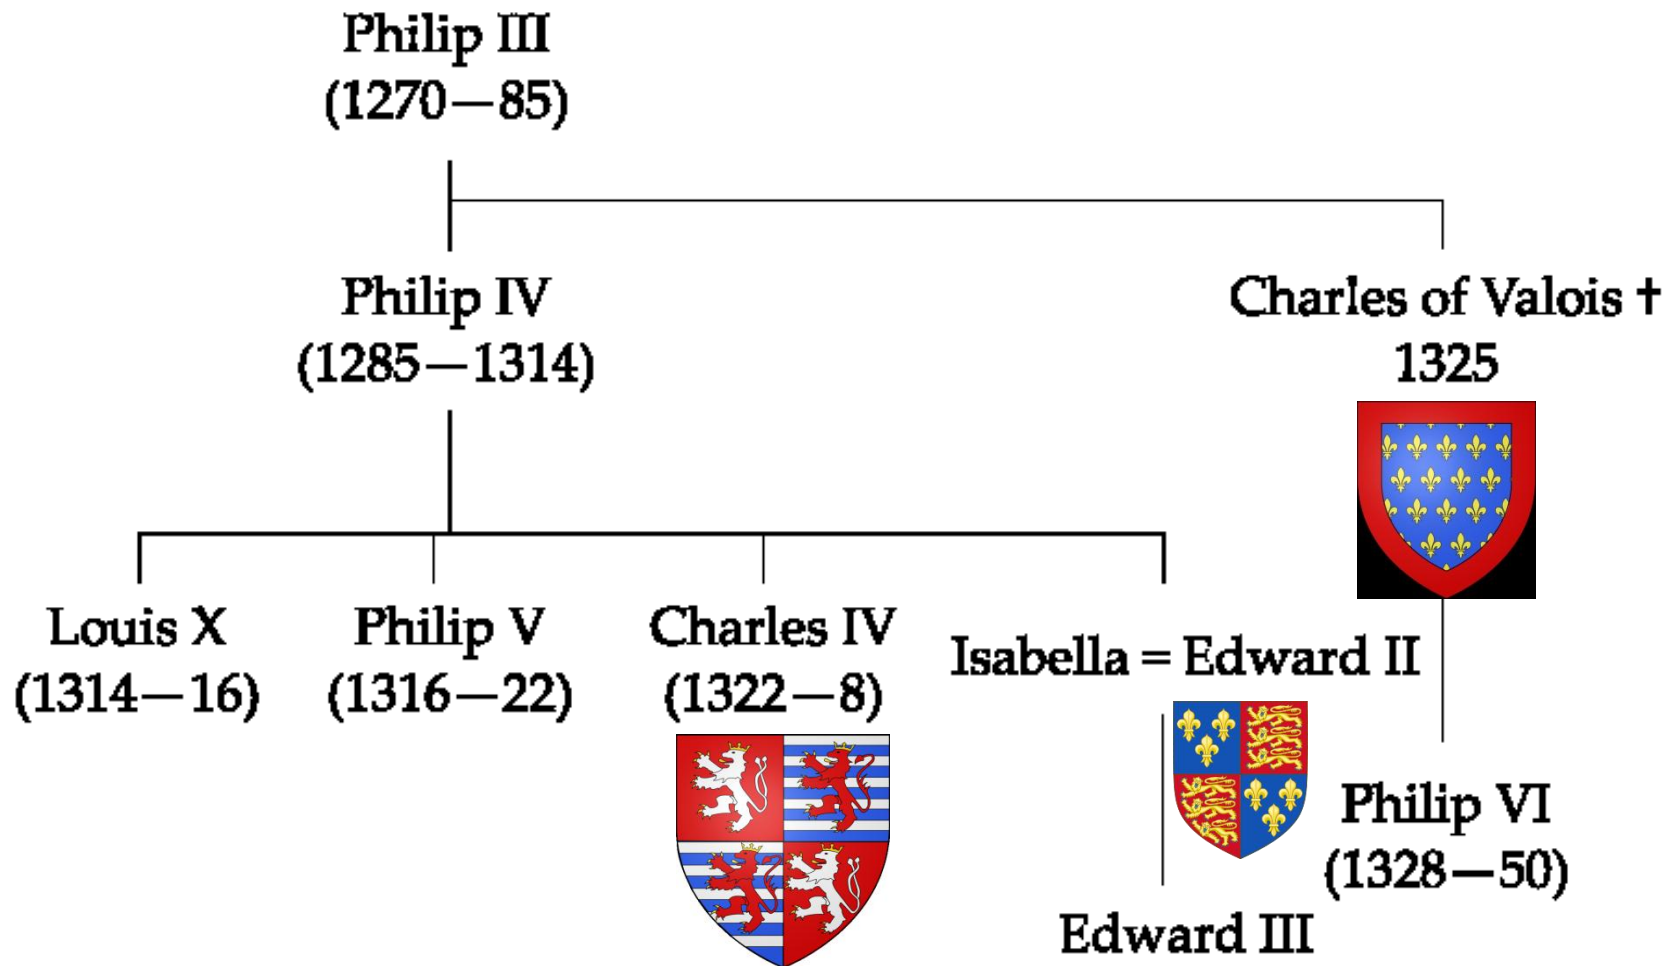 Philip III
(1270—85)
Philip IV
(1285—1314)
Charles of Valois †
1325
Louis X
(1314—16)
Philip V
(1316—22)
Charles IV
(1322—8)
Isabella = Edward II
Philip VI
(1328—50)
Edward III